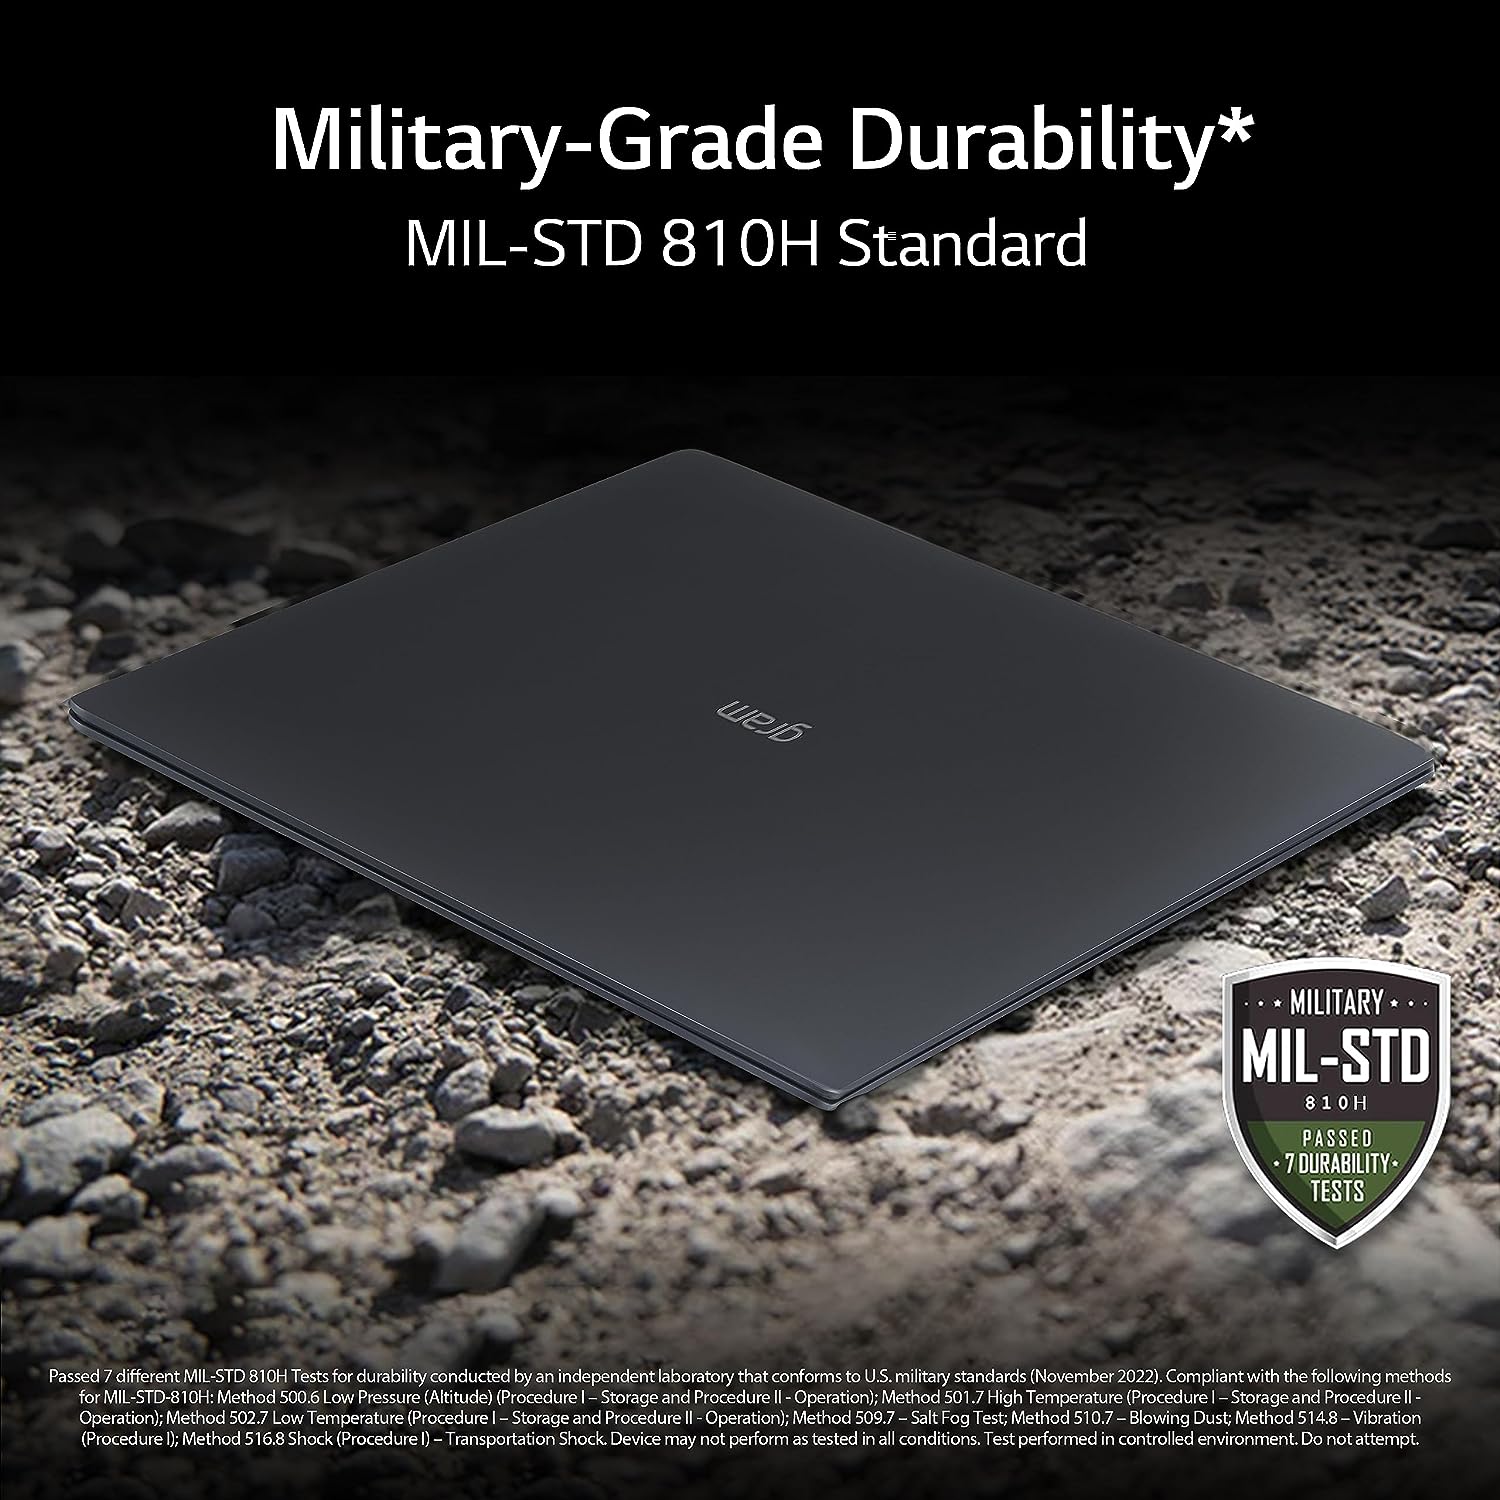 Military-Grade Durability*
MIL-STD 810H Standard
gram
··★ MILITARY ★··
MIL-STD
810H
PASSED
★ 7 DURABILITY ★
TESTS
Passed 7 different MIL-STD 810H Tests for durability conducted by an independent laboratory that conforms to U.S. military standards (November 2022). Compliant with the following methods
for MIL-STD-810H: Method 500.6 Low Pressure (Altitude) (Procedure I – Storage and Procedure II - Operation); Method 501.7 High Temperature (Procedure I – Storage and Procedure II -
Operation); Method 502.7 Low Temperature (Procedure I – Storage and Procedure II - Operation); Method 509.7 – Salt Fog Test; Method 510.7 – Blowing Dust; Method 514.8 – Vibration
(Procedure I); Method 516.8 Shock (Procedure I) – Transportation Shock. Device may not perform as tested in all conditions. Test performed in controlled environment. Do not attempt.